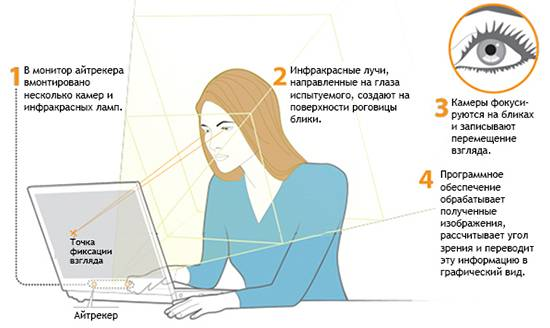 1 В монитор айтрекера
вмонтировано
несколько камер и
инфракрасных ламп.
2 Инфракрасные лучи,
направленные на глаза
испытуемого, создают на
поверхности роговицы
блики.
3 Камеры фокуси-
руются на бликах
и записывают
перемещение
взгляда.
4 Программное
обеспечение
обрабатывает
полученные
изображения,
рассчитывает угол
зрения и переводит
эту информацию в
графический вид.
Точка
фиксации
взгляда
Айтрекер